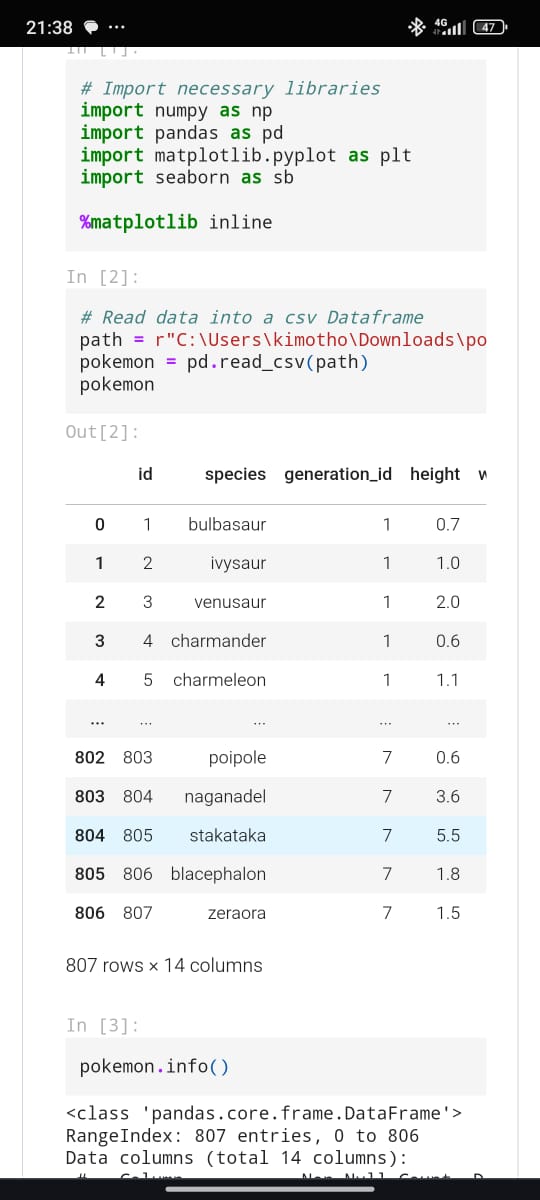 21:38
4G
47
In [1]:
# Import necessary libraries
import numpy as np
import pandas as pd
import matplotlib.pyplot as plt
import seaborn as sb
%matplotlib inline
In [2]:
# Read data into a csv Dataframe
path = r"C:\Users\kimotho\Downloads\po
pokemon = pd.read_csv(path)
pokemon
Out[2]:
id species generation_id height w
0 1 bulbasaur 1 0.7
1 2 ivysaur 1 1.0
2 3 venusaur 1 2.0
3 4 charmander 1 0.6
4 5 charmeleon 1 1.1
... ... ... ... ...
802 803 poipole 7 0.6
803 804 naganadel 7 3.6
804 805 stakataka 7 5.5
805 806 blacephalon 7 1.8
806 807 zeraora 7 1.5
807 rows × 14 columns
In [3]:
pokemon.info()
<class 'pandas.core.frame.DataFrame'>
RangeIndex: 807 entries, 0 to 806
Data columns (total 14 columns):
# Column Non-Null Count D